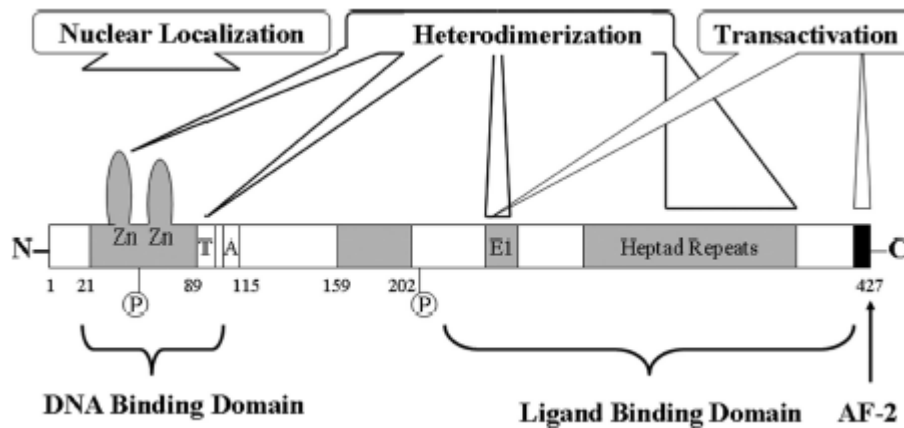 Nuclear Localization Heterodimerization Transactivation
Zn Zn
N T A E1 Heptad Repeats C
1 21 89 115 159 202 427
P P
DNA Binding Domain Ligand Binding Domain AF-2